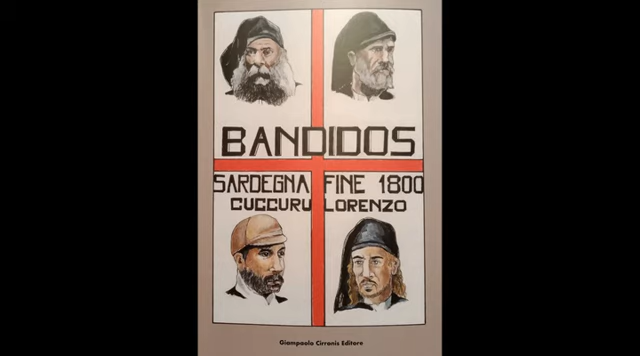 BANDIDOS
SARDEGNA FINE 1800
CUCCURU LORENZO
Giampaolo Cirronis Editore